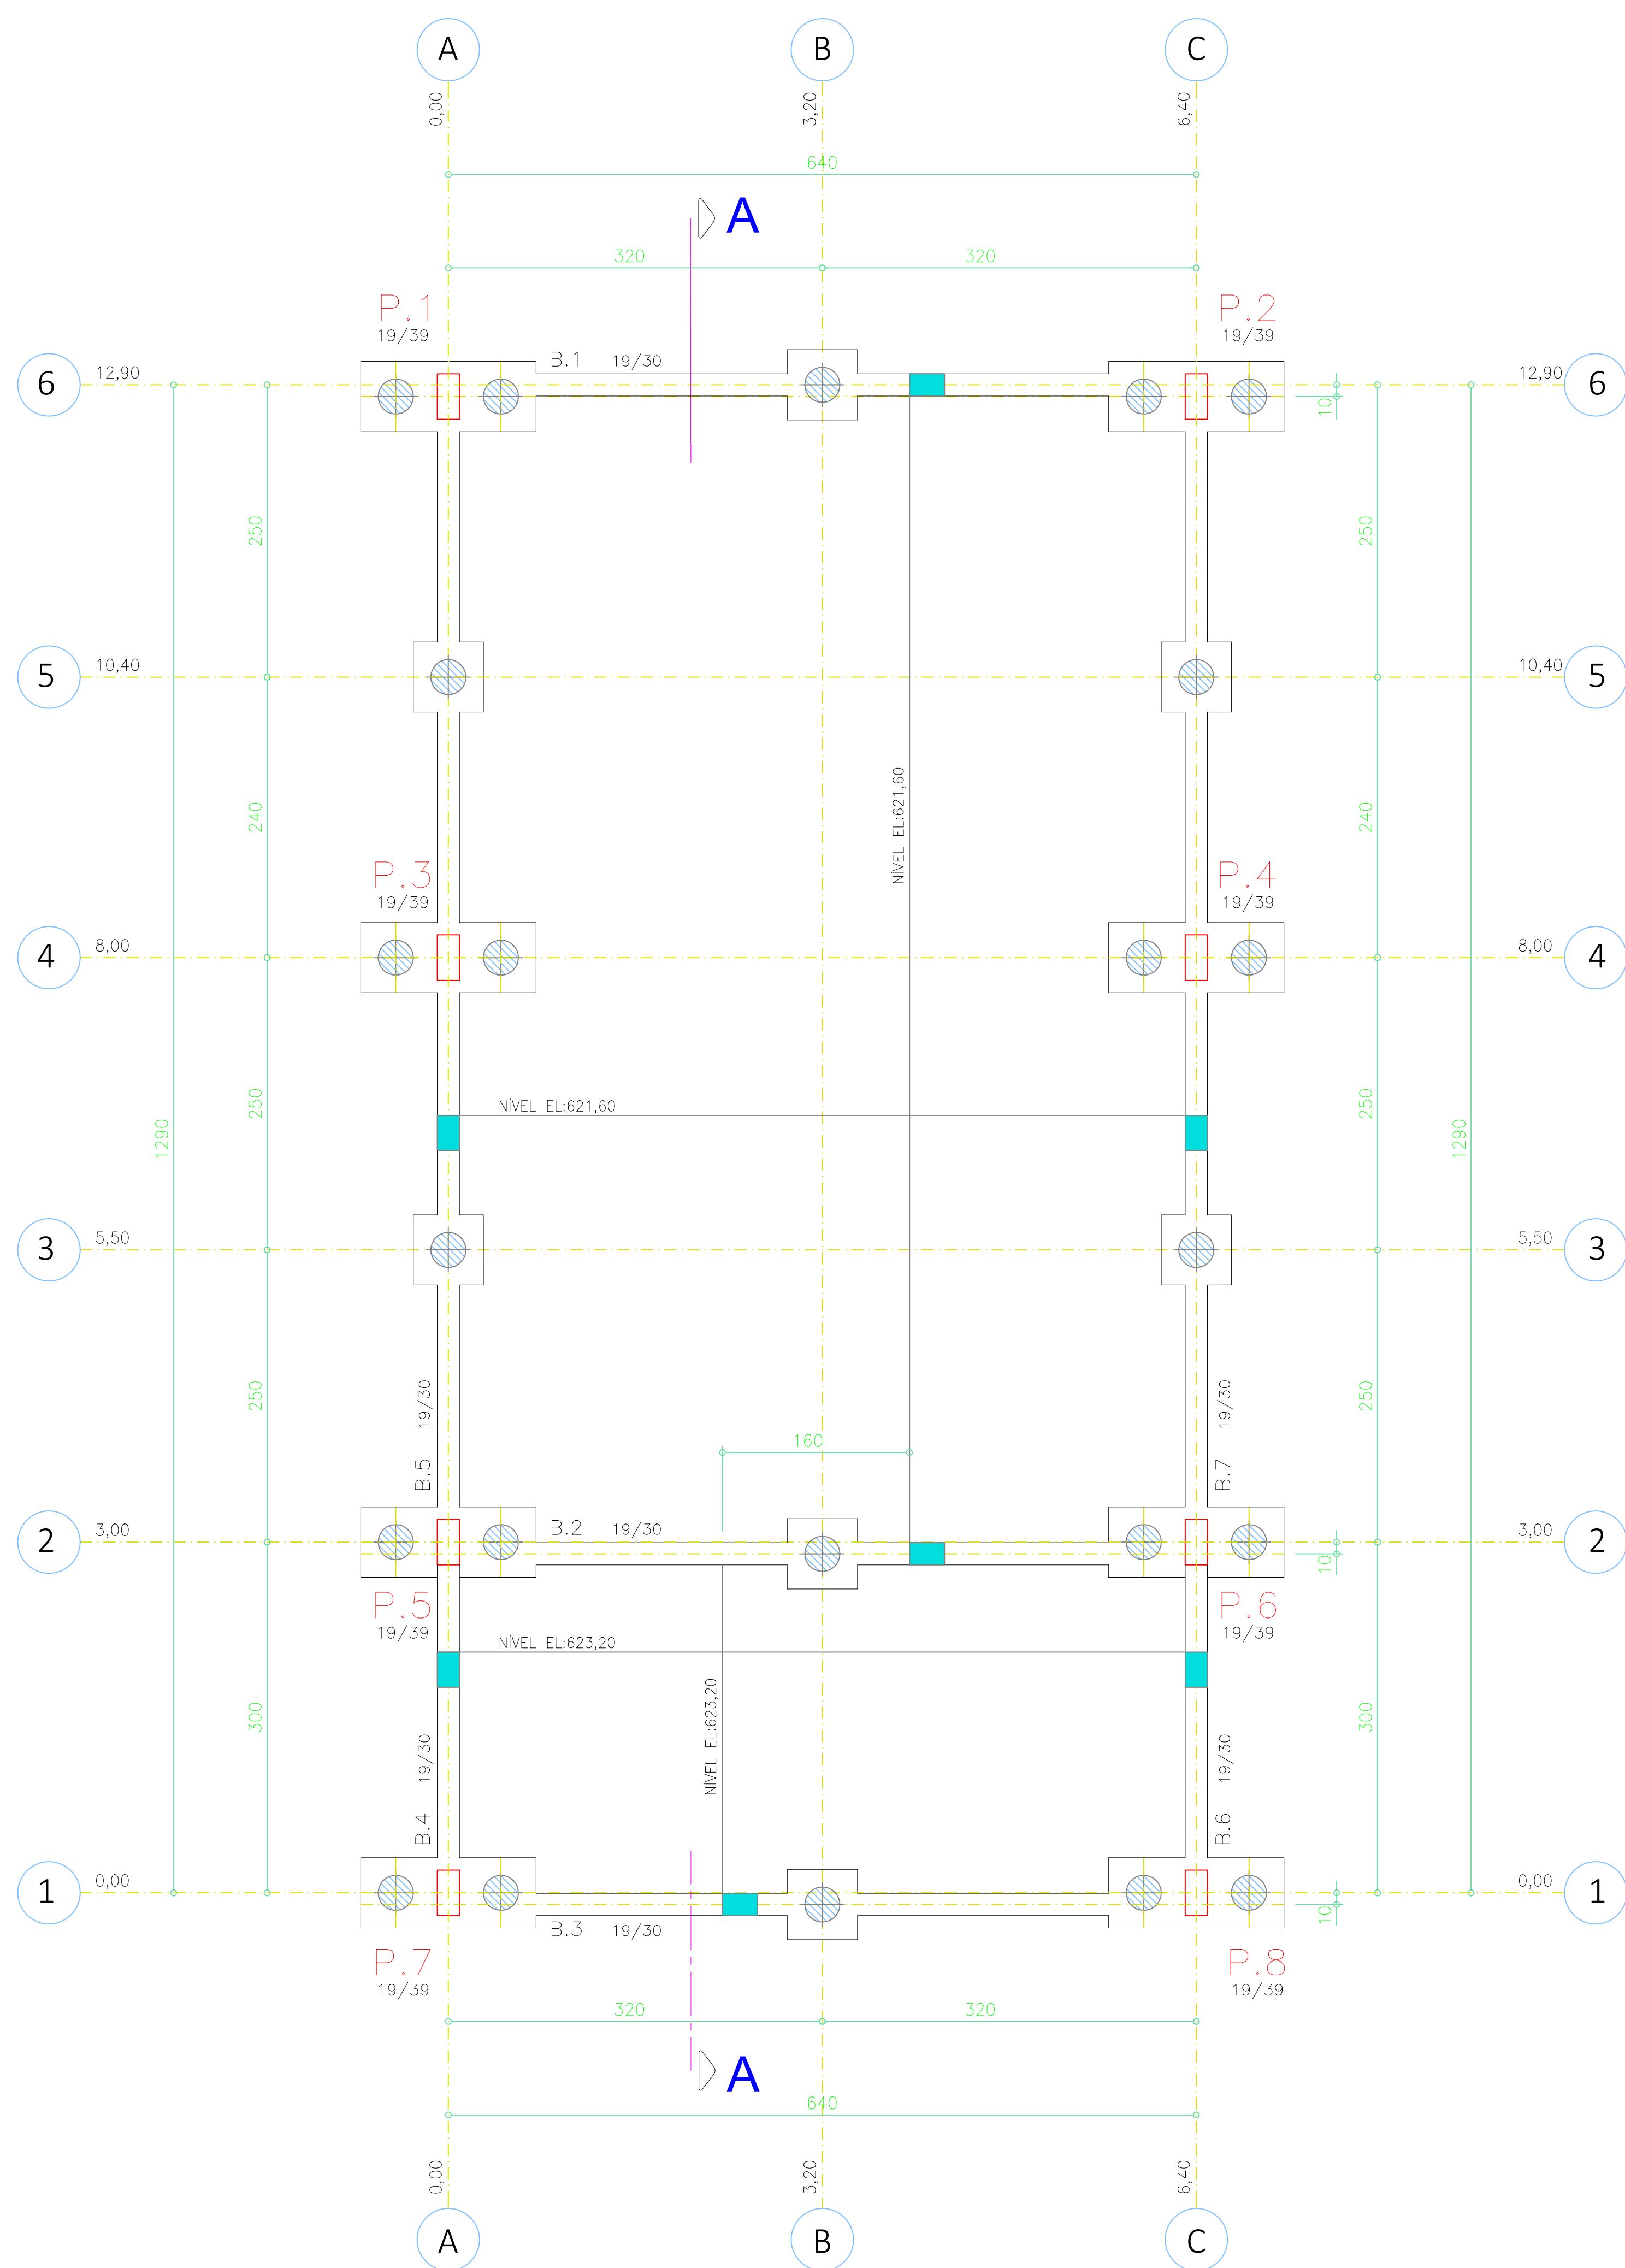 A B C
0,00 3,20 6,40
640
A
320 320
P.1 P.2
19/39 19/39
B.1 19/30
6 12,90 12,90 6
10
250 250
5 10,40 10,40 5
NÍVEL EL:621,60
240 240
P.3 P.4
19/39 19/39
4 8,00 8,00 4
NÍVEL EL:621,60
250 250
1290 1290
3 5,50 5,50 3
19/30 19/30
250 250
160
B.5 B.7
B.2 19/30
2 3,00 3,00 2
10
P.5 P.6
19/39 19/39
NÍVEL EL:623,20
NÍVEL EL:623,20
300 300
19/30 19/30
B.4 B.6
1 0,00 0,00 1
10
B.3 19/30
P.7 P.8
19/39 19/39
320 320
A
640
0,00 3,20 6,40
A B C